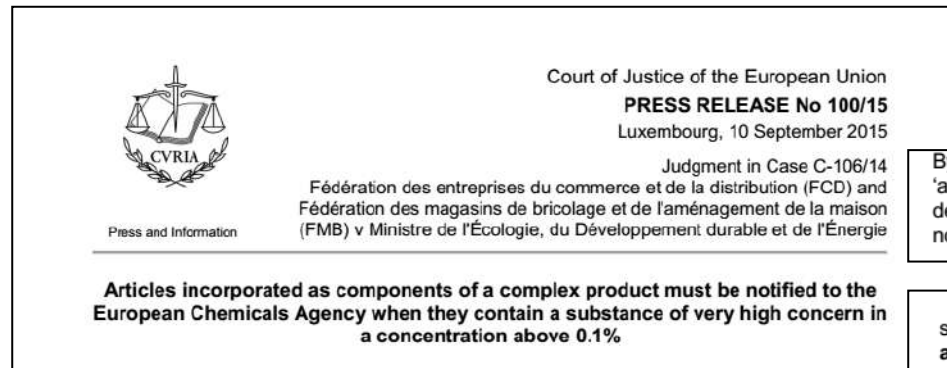 Court of Justice of the European Union
PRESS RELEASE No 100/15
Luxembourg, 10 September 2015
CVRIA
Press and Information
Judgment in Case C-106/14
Fédération des entreprises du commerce et de la distribution (FCD) and
Fédération des magasins de bricolage et de l'aménagement de la maison
(FMB) v Ministre de l'Écologie, du Développement durable et de l'Énergie
Articles incorporated as components of a complex product must be notified to the
European Chemicals Agency when they contain a substance of very high concern in
a concentration above 0.1%